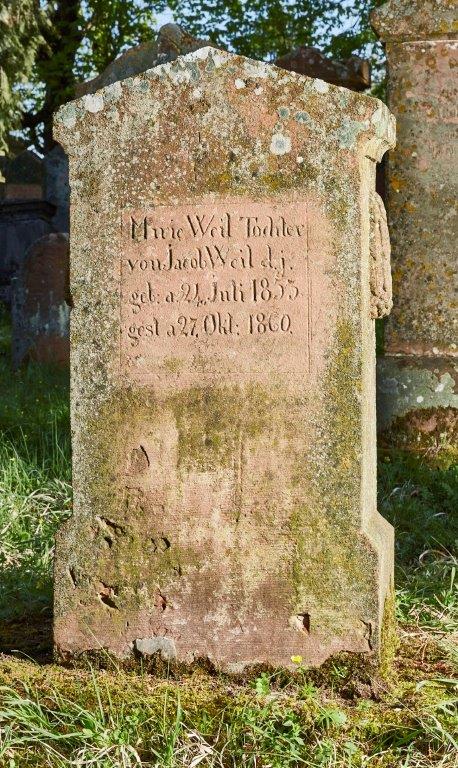 Marie Weil Tochter
von Jacob Weil d. j.
geb: a. 24, Juli 1853
gest a 27, Okt: 1860.